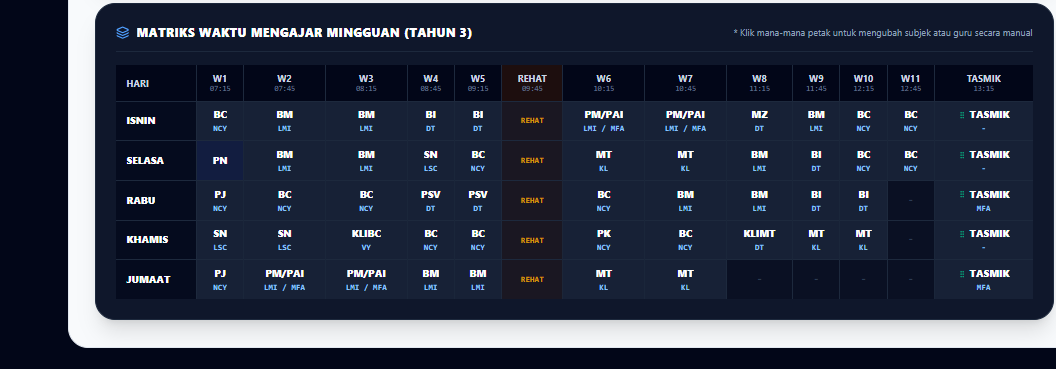 MATRIKS WAKTU MENGAJAR MINGGUAN (TAHUN 3)
* Klik mana-mana petak untuk mengubah subjek atau guru secara manual
HARI W1 W2 W3 W4 W5 REHAT W6 W7 W8 W9 W10 W11 TASMIK
07:15 07:45 08:15 08:45 09:15 09:45 10:15 10:45 11:15 11:45 12:15 12:45 13:15
ISNIN BC BM BM BI BI REHAT PM/PAI PM/PAI MZ BM BC BC TASMIK
NCY LMI LMI DT DT LMI / MFA LMI / MFA DT LMI NCY NCY -
SELASA PN BM BM SN BC REHAT MT MT BM BI BC BC TASMIK
LMI LMI LSC NCY KL KL LMI DT NCY NCY -
RABU PJ BC BC PSV PSV REHAT BC BM BM BI BI - TASMIK
NCY NCY NCY DT DT NCY LMI LMI DT DT MFA
KHAMIS SN SN KLIBC BC BC REHAT PK BC KLIMT MT MT - TASMIK
LSC LSC VY NCY NCY NCY NCY DT KL KL -
JUMAAT PJ PM/PAI PM/PAI BM BM REHAT MT MT - - - - TASMIK
NCY LMI / MFA LMI / MFA LMI LMI KL KL MFA